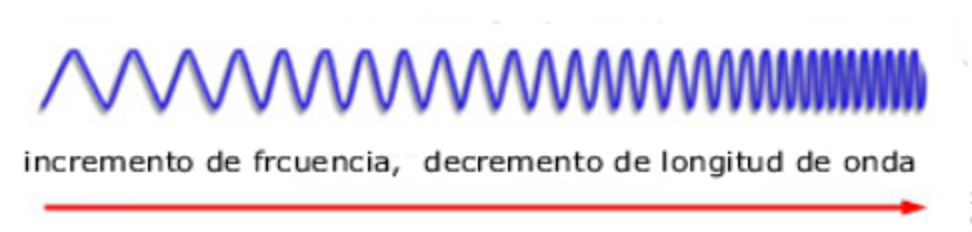 incremento de frcuencia, decremento de longitud de onda